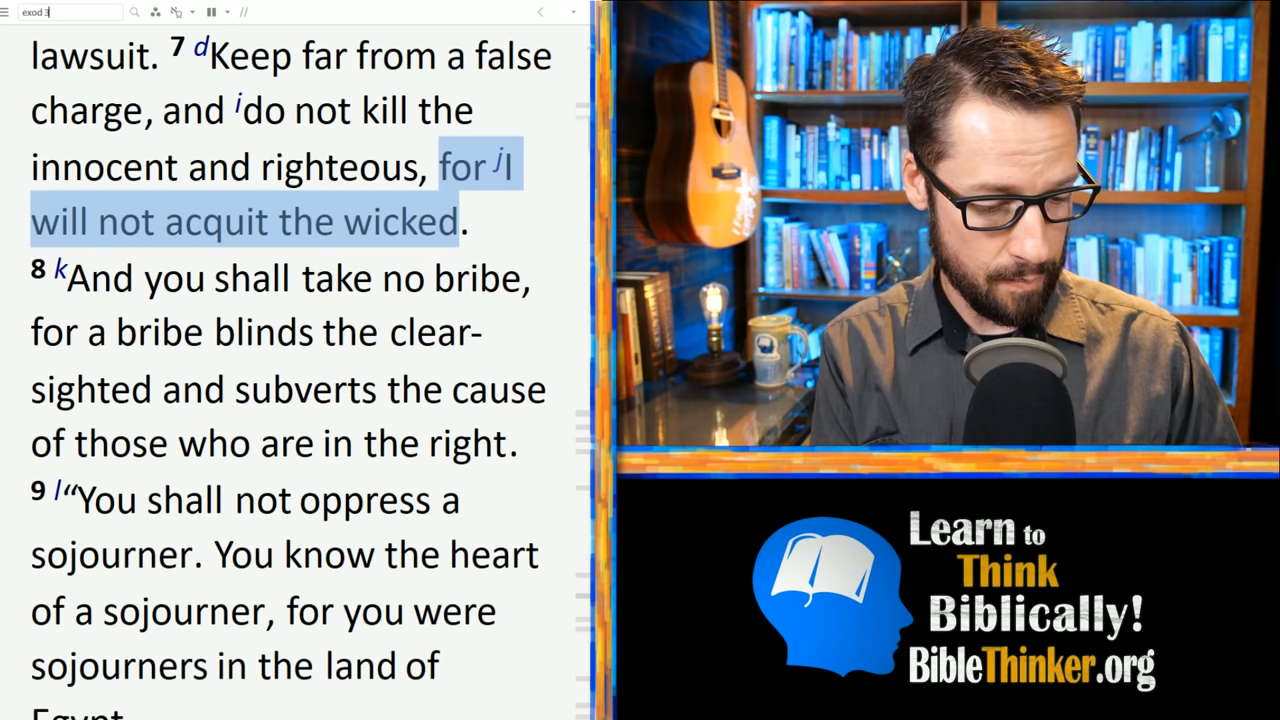 exod 3
lawsuit. 7 dKeep far from a false
charge, and ido not kill the
innocent and righteous, for jI
will not acquit the wicked.
8 kAnd you shall take no bribe,
for a bribe blinds the clear-
sighted and subverts the cause
of those who are in the right.
9 l“You shall not oppress a
sojourner. You know the heart
of a sojourner, for you were
sojourners in the land of
Egypt
Learn to
Think
Biblically!
BibleThinker.org